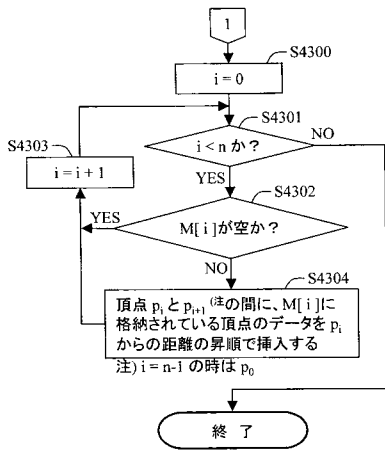 1
S4300
i = 0
S4303
S4301
i < n か?
NO
i = i + 1
YES
S4302
YES
M[ i ]が空か?
NO
S4304
頂点 pi と pi+1 (注の間に、M[ i ]に
格納されている頂点のデータを pi
からの距離の昇順で挿入する
注) i = n-1 の時は p0
終 了